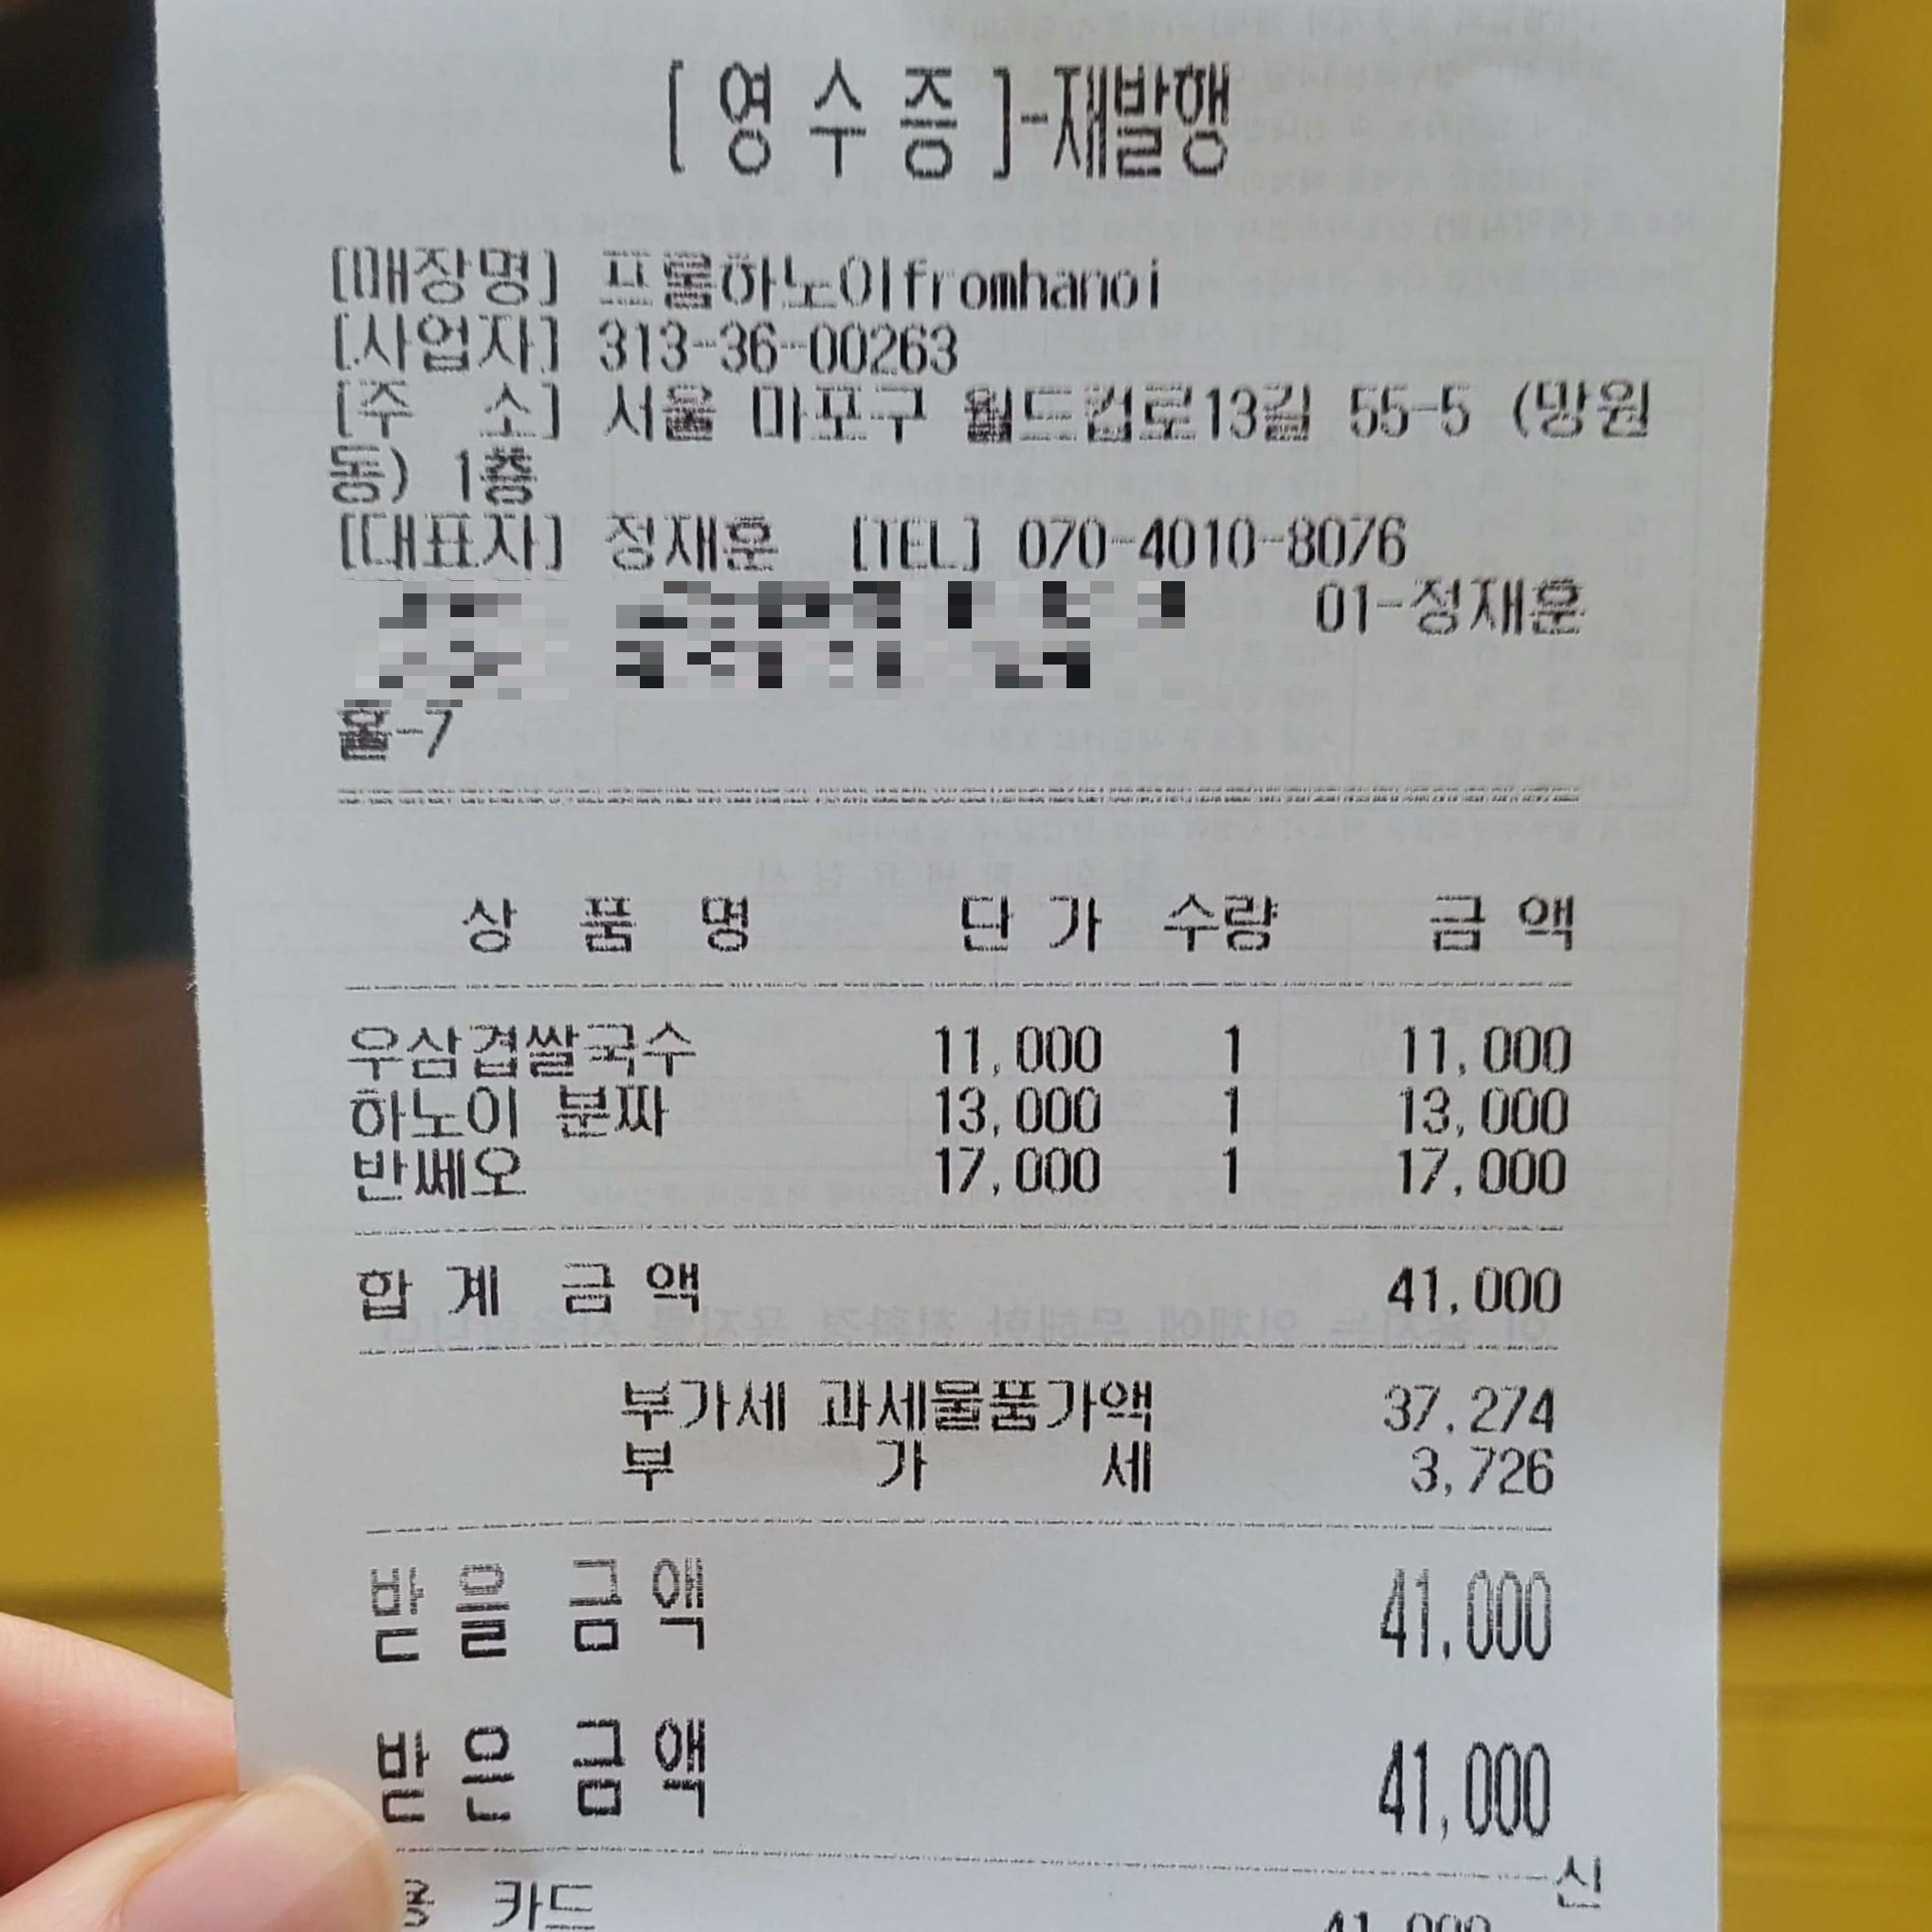 [ 영 수 증 ]-재발행
[매장명] 프롬하노이fromhanoi
[사업자] 313-36-00263
[주 소] 서울 마포구 월드컵로13길 55-5 (망원
동) 1층
[대표자] 정재훈 [TEL] 070-4010-8076
01-정재훈
홀-7
상 품 명 단 가 수량 금 액
우삼겹쌀국수 11,000 1 11,000
하노이 분짜 13,000 1 13,000
반쎄오 17,000 1 17,000
합 계 금 액 41,000
부가세 과세물품가액 37,274
부 가 세 3,726
받 을 금 액 41,000
받 은 금 액 41,000
신
용 카드 41,000